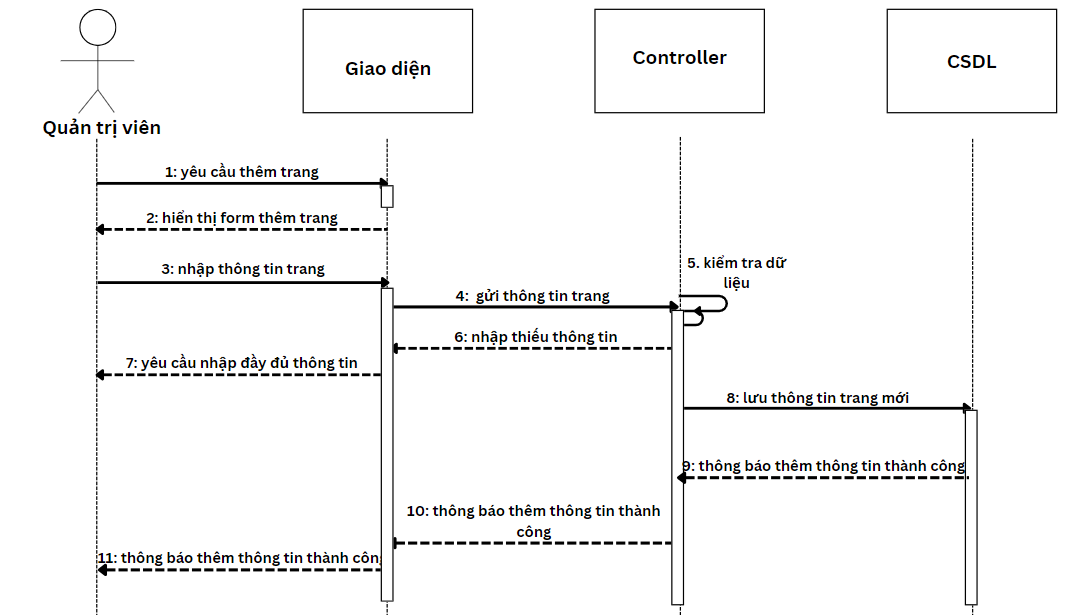 Giao diện
Controller
CSDL
Quản trị viên
1: yêu cầu thêm trang
2: hiển thị form thêm trang
3: nhập thông tin trang
5. kiểm tra dữ
liệu
4: gửi thông tin trang
6: nhập thiếu thông tin
7: yêu cầu nhập đầy đủ thông tin
8: lưu thông tin trang mới
9: thông báo thêm thông tin thành công
10: thông báo thêm thông tin thành
công
11: thông báo thêm thông tin thành công